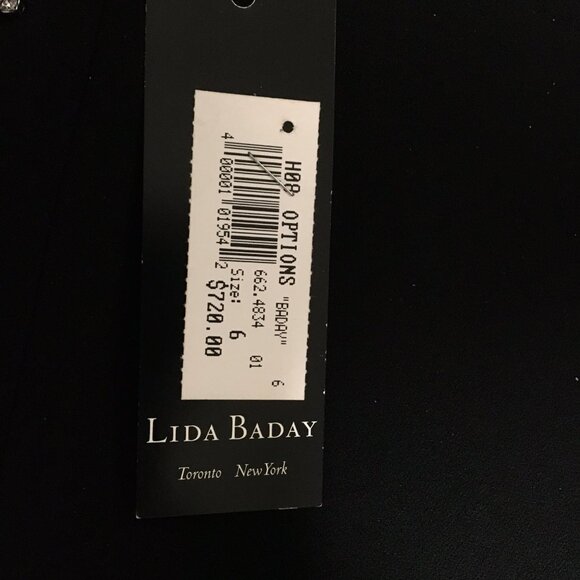 H08 OPTIONS
"BADAY" 6
662.4834 01
4 00001 01954 2
Size: 6
$720.00
LIDA BADAY
Toronto New York